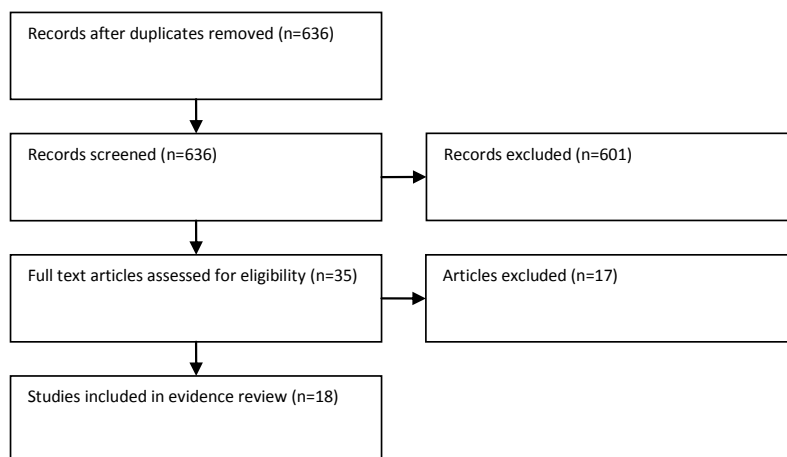 Records after duplicates removed (n=636)
Records screened (n=636)
Records excluded (n=601)
Full text articles assessed for eligibility (n=35)
Articles excluded (n=17)
Studies included in evidence review (n=18)